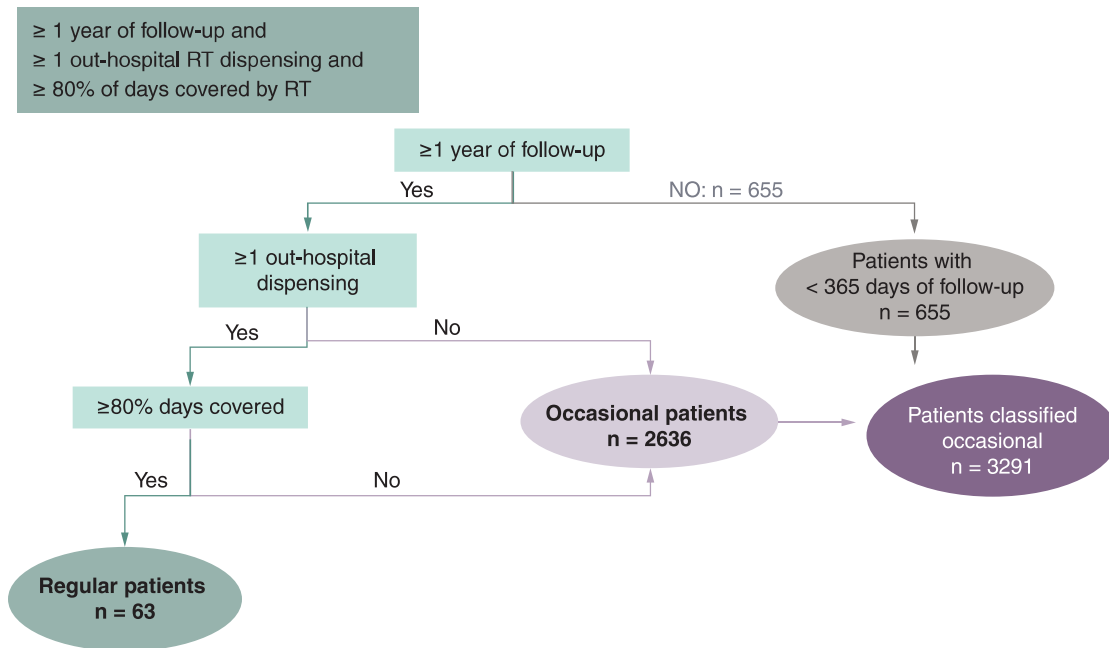 ≥ 1 year of follow-up and
≥ 1 out-hospital RT dispensing and
≥ 80% of days covered by RT
≥1 year of follow-up
Yes
NO: n = 655
≥1 out-hospital
dispensing
Patients with
< 365 days of follow-up
n = 655
Yes
No
≥80% days covered
Occasional patients
n = 2636
Patients classified
occasional
n = 3291
Yes
No
Regular patients
n = 63